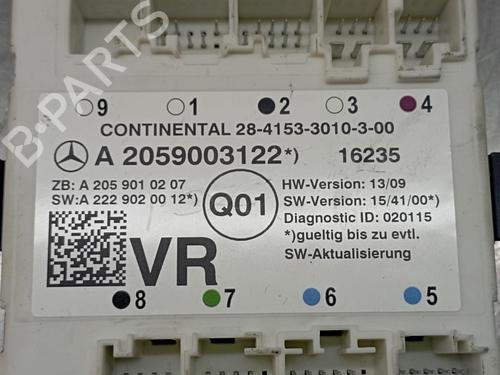 9 1 2 3 4
CONTINENTAL 28-4153-3010-3-00
A 2059003122*) 16235
ZB: A 205 901 02 07
SW:A 222 902 00 12*)
Q01
HW-Version: 13/09
SW-Version: 15/41/00*)
Diagnostic ID: 020115
*)gueltig bis zu evtl.
SW-Aktualisierung
VR
8 7 6 5